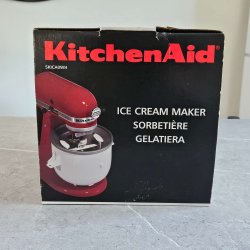 KitchenAid®
5KICA0WH
ICE CREAM MAKER
SORBETIÈRE
GELATIERA